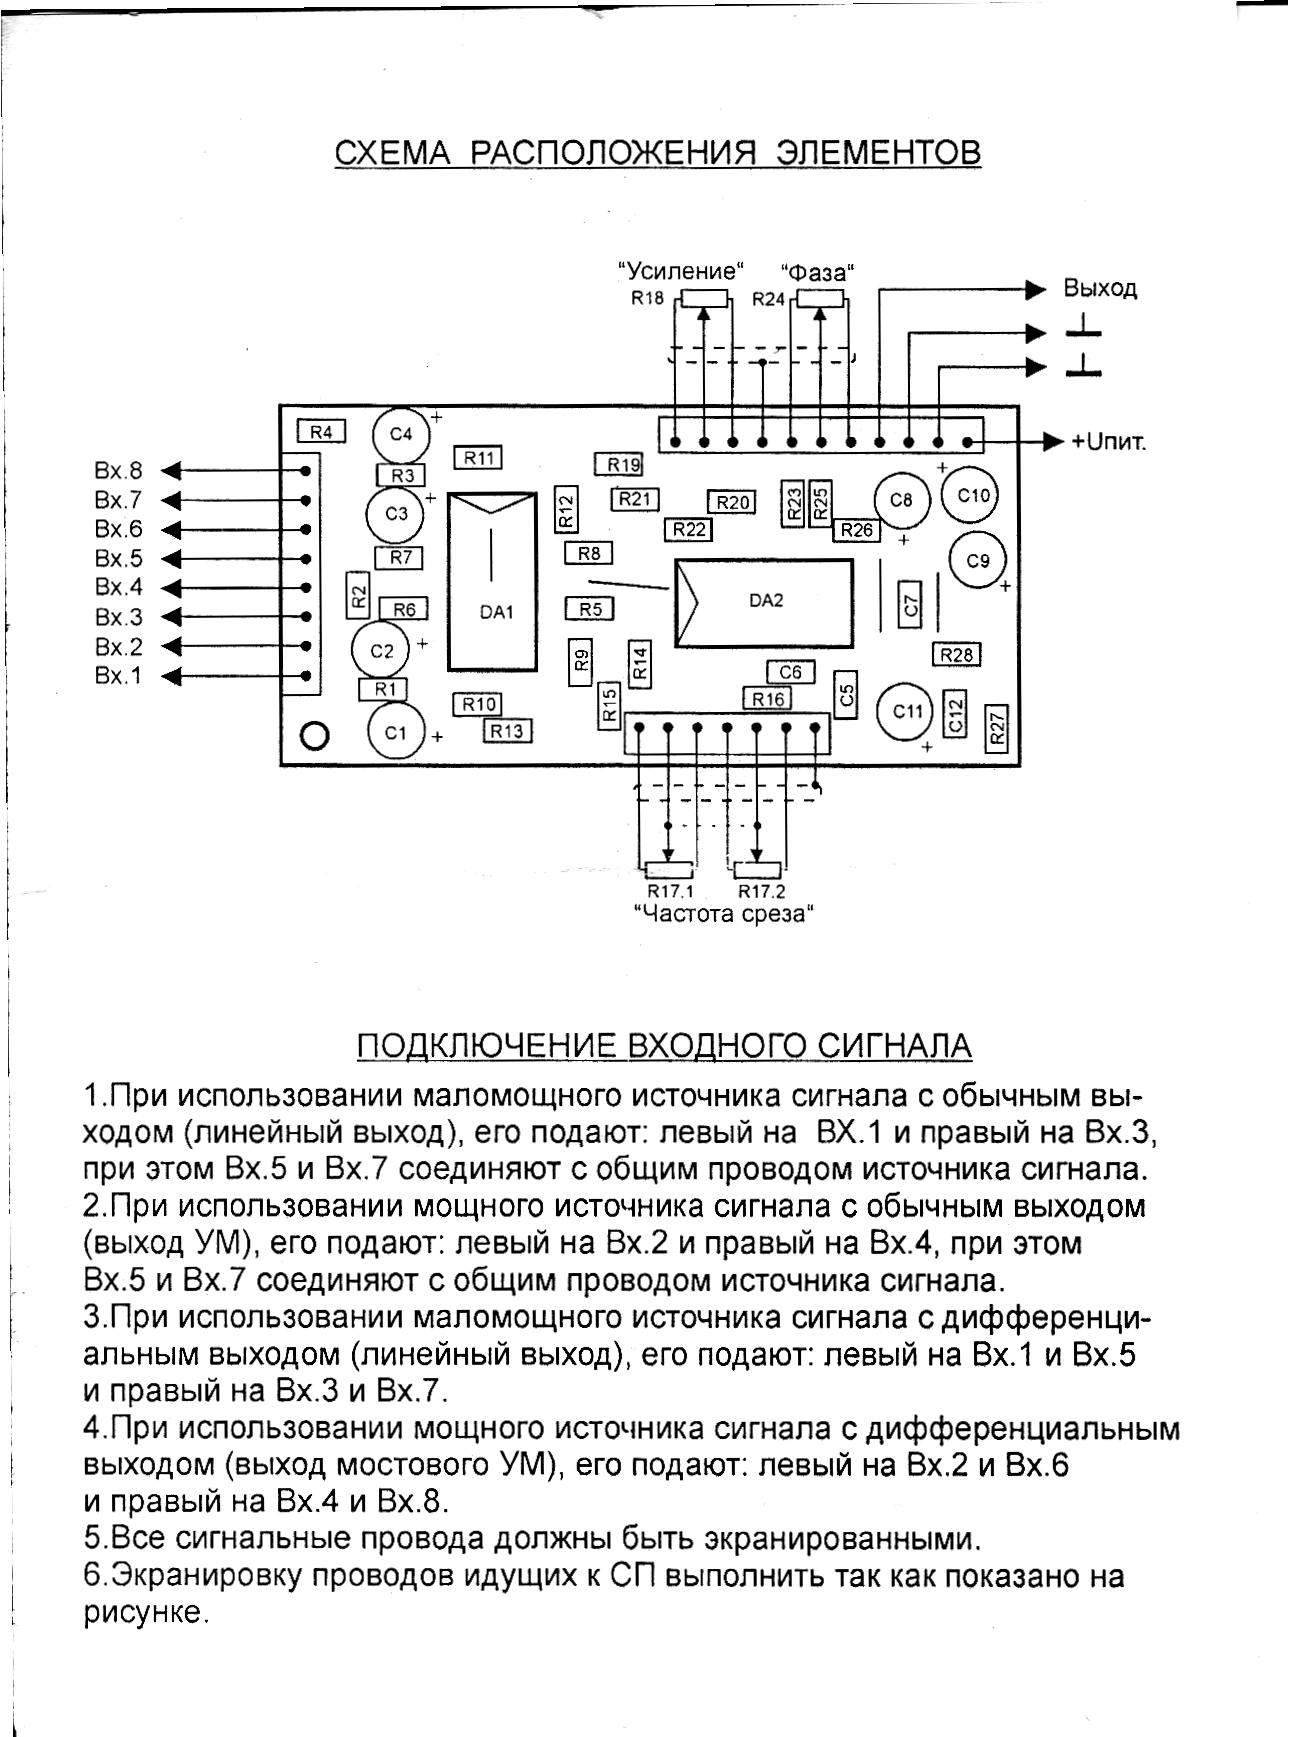 СХЕМА РАСПОЛОЖЕНИЯ ЭЛЕМЕНТОВ
"Усиление" "Фаза"
R18 R24
Выход
+Uпит.
Вх.8
Вх.7
Вх.6
Вх.5
Вх.4
Вх.3
Вх.2
Вх.1
R4
C4
+
R3
C3
+
R7
R2
R6
C2
+
R1
C1
+
R11
DA1
R10
R13
R12
R8
R5
R9
R15
R14
R19
R21
R22
R20
R23
R25
R26
DA2
C6
R16
C5
C8
+
C10
+
C9
+
C7
R28
C11
+
C12
R27
R17.1 R17.2
"Частота среза"
ПОДКЛЮЧЕНИЕ ВХОДНОГО СИГНАЛА
1.При использовании маломощного источника сигнала с обычным вы-
ходом (линейный выход), его подают: левый на ВХ.1 и правый на Вх.3,
при этом Вх.5 и Вх.7 соединяют с общим проводом источника сигнала.
2.При использовании мощного источника сигнала с обычным выходом
(выход УМ), его подают: левый на Вх.2 и правый на Вх.4, при этом
Вх.5 и Вх.7 соединяют с общим проводом источника сигнала.
3.При использовании маломощного источника сигнала с дифференци-
альным выходом (линейный выход), его подают: левый на Вх.1 и Вх.5
и правый на Вх.3 и Вх.7.
4.При использовании мощного источника сигнала с дифференциальным
выходом (выход мостового УМ), его подают: левый на Вх.2 и Вх.6
и правый на Вх.4 и Вх.8.
5.Все сигнальные провода должны быть экранированными.
6.Экранировку проводов идущих к СП выполнить так как показано на
рисунке.